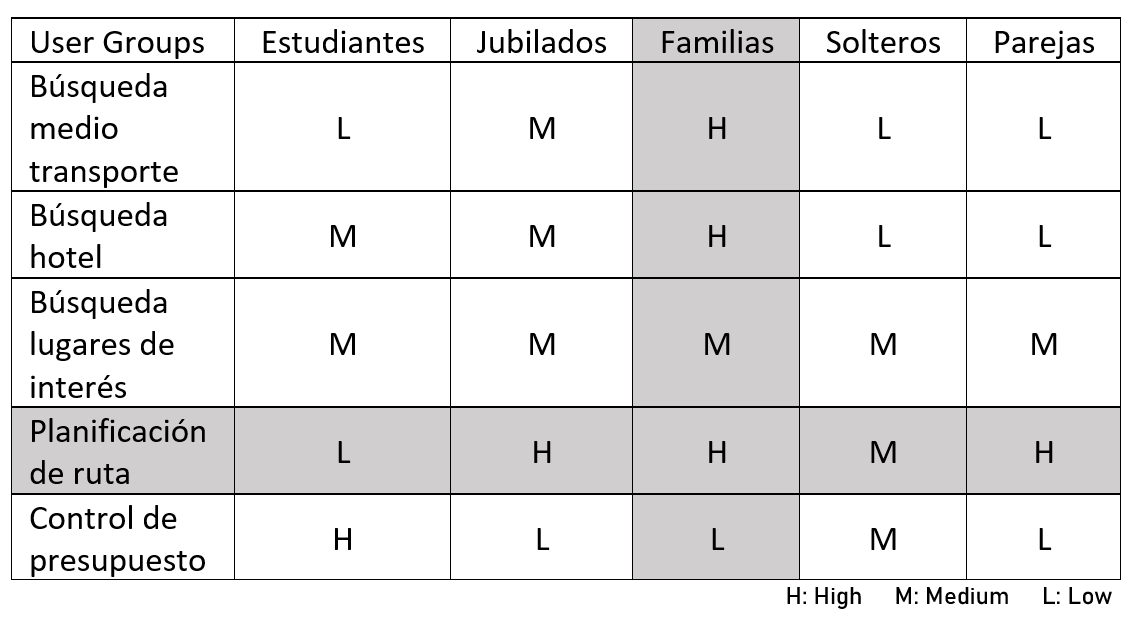 User Groups Estudiantes Jubilados Familias Solteros Parejas
Búsqueda
medio
transporte
L M H L L
Búsqueda
hotel
M M H L L
Búsqueda
lugares de
interés
M M M M M
Planificación
de ruta
L H H M H
Control de
presupuesto
H L L M L
H: High M: Medium L: Low